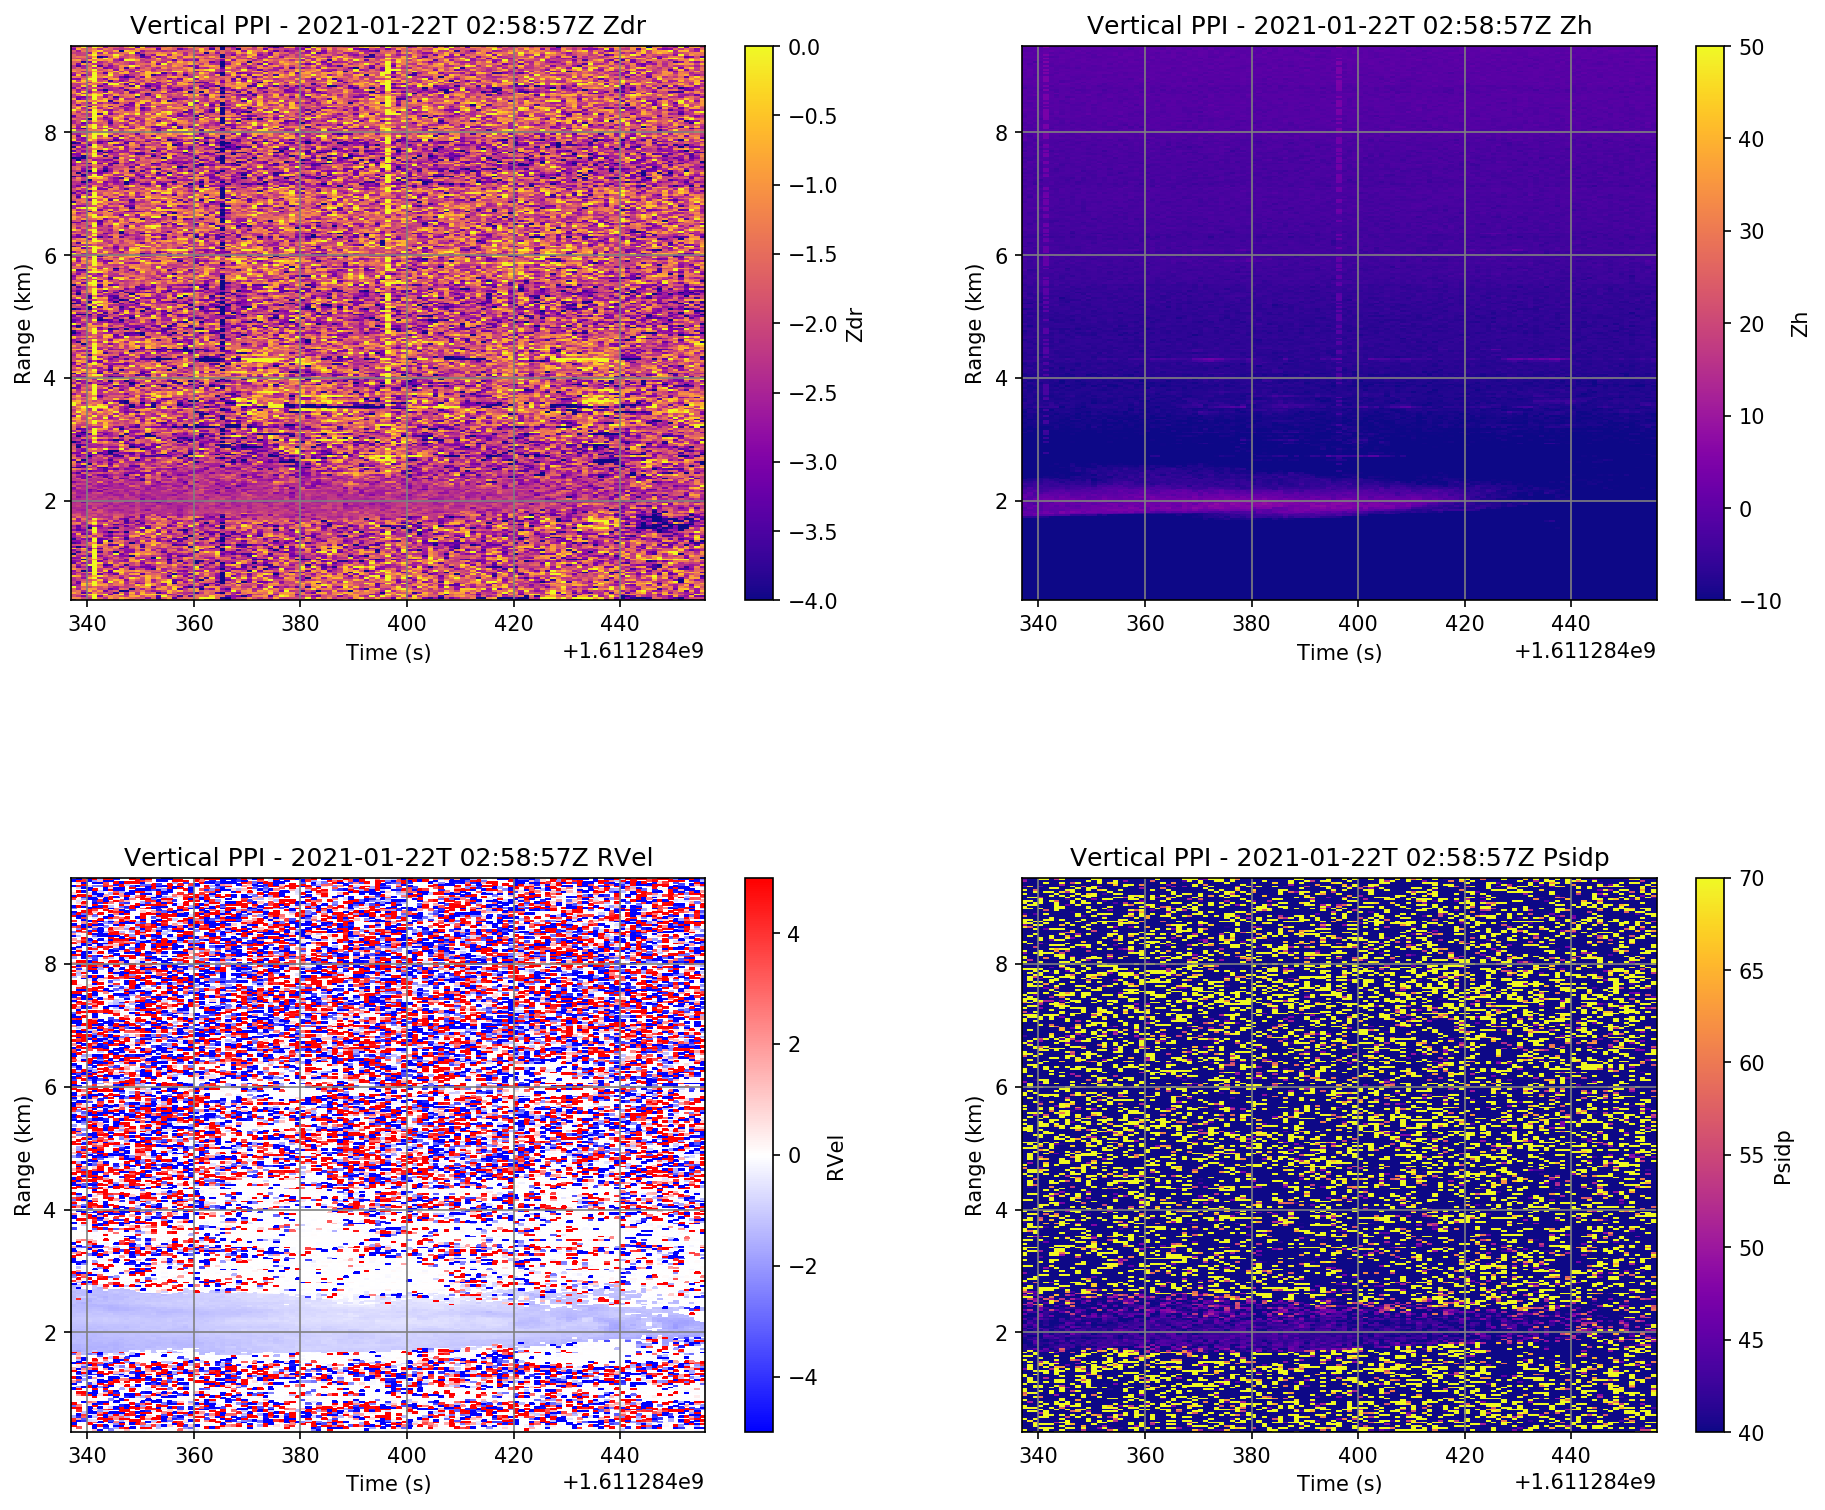 Vertical PPI - 2021-01-22T 02:58:57Z Zdr
0.0
−0.5
−1.0
−1.5
−2.0
−2.5
−3.0
−3.5
−4.0
Zdr
8
6
4
2
Range (km)
340 360 380 400 420 440
Time (s)
+1.611284e9
Vertical PPI - 2021-01-22T 02:58:57Z Zh
50
40
30
20
10
0
−10
Zh
8
6
4
2
Range (km)
340 360 380 400 420 440
Time (s)
+1.611284e9
Vertical PPI - 2021-01-22T 02:58:57Z RVel
4
2
0
−2
−4
RVel
8
6
4
2
Range (km)
340 360 380 400 420 440
Time (s)
+1.611284e9
Vertical PPI - 2021-01-22T 02:58:57Z Psidp
70
65
60
55
50
45
40
Psidp
8
6
4
2
Range (km)
340 360 380 400 420 440
Time (s)
+1.611284e9